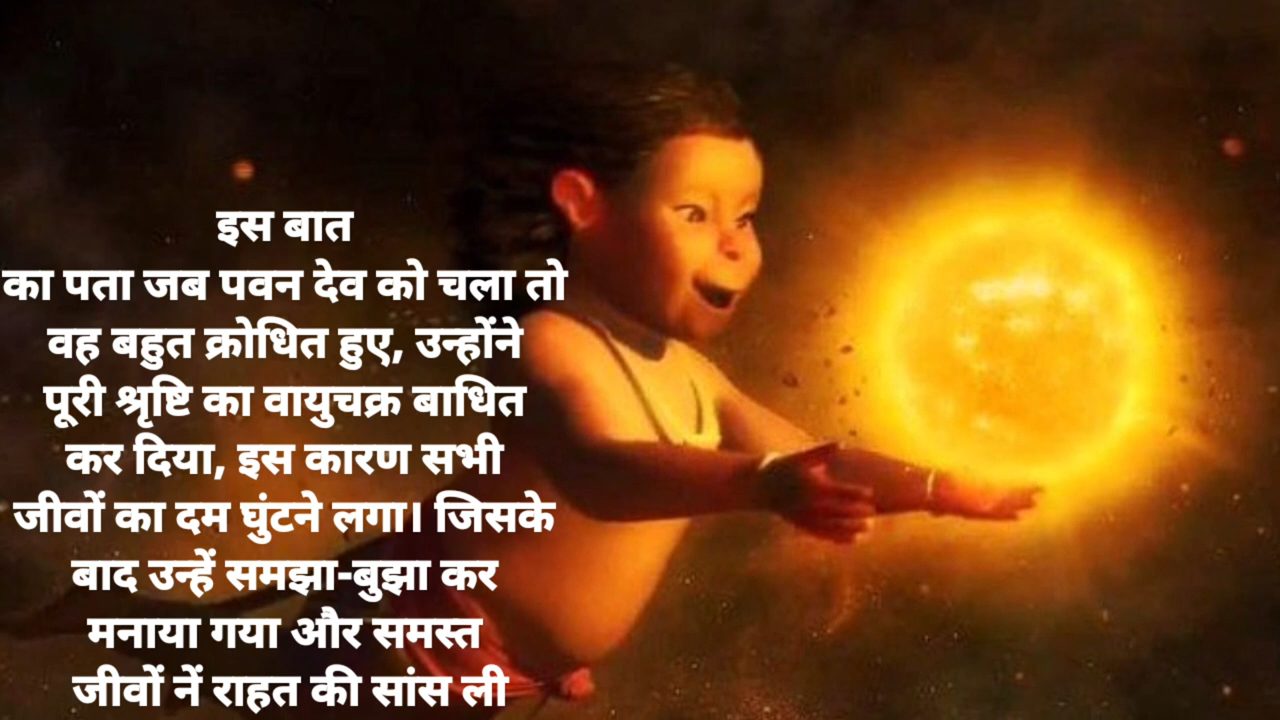 इस बात
का पता जब पवन देव को चला तो
वह बहुत क्रोधित हुए, उन्होंने
पूरी श्रृष्टि का वायुचक्र बाधित
कर दिया, इस कारण सभी
जीवों का दम घुंटने लगा। जिसके
बाद उन्हें समझा-बुझा कर
मनाया गया और समस्त
जीवों नें राहत की सांस ली